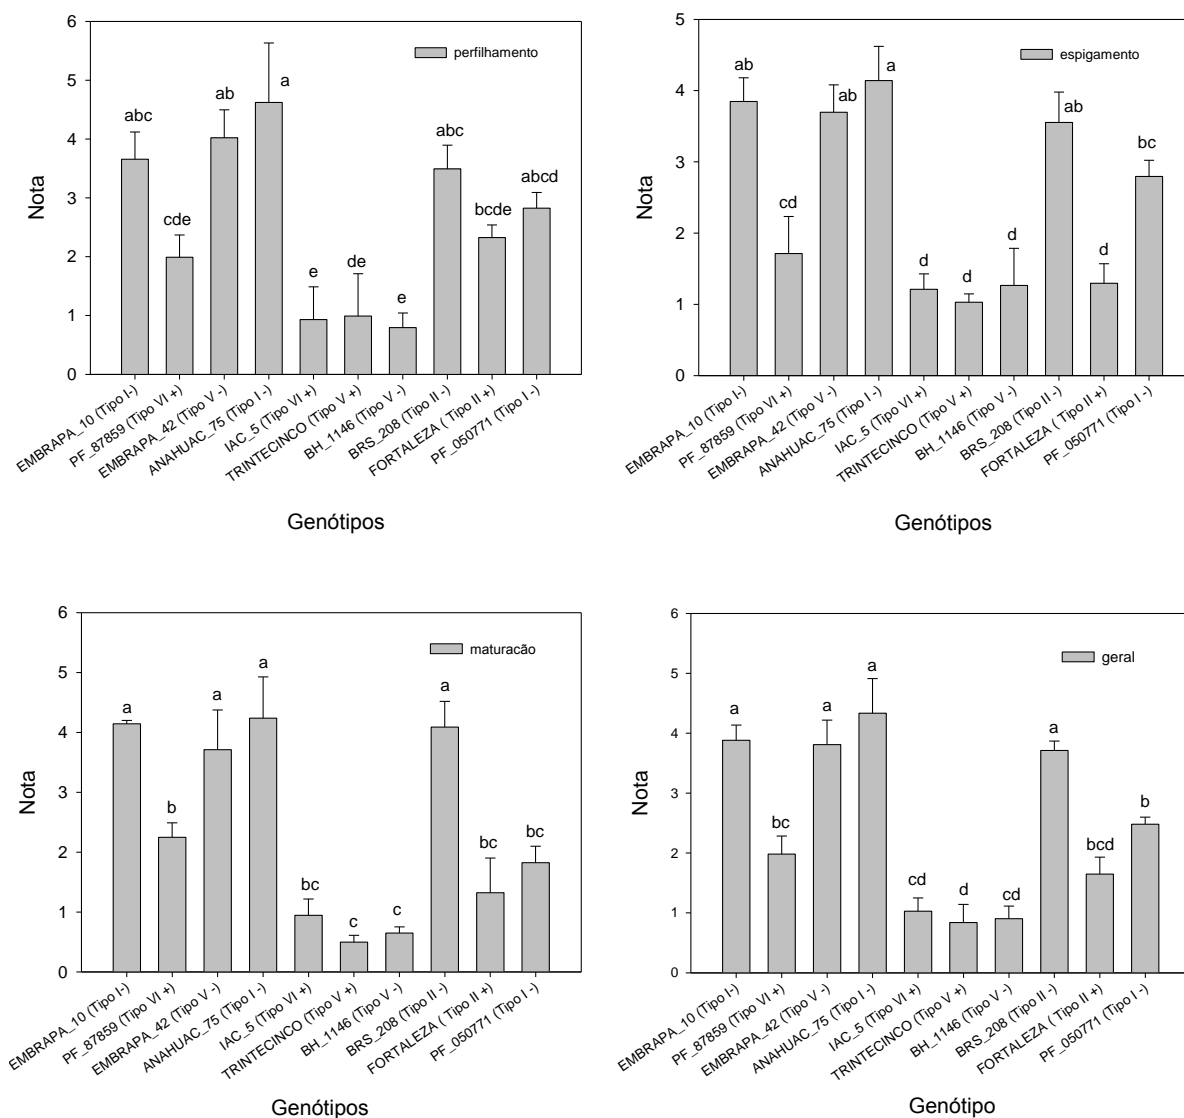 6
5
4
3
2
1
0
Nota
perfilhamento
abc
cde
ab
a
e
de
e
abc
bcde
abcd
EMBRAPA_10 (Tipo I-)
PF_87859 (Tipo VI +)
EMBRAPA_42 (Tipo V -)
ANAHUAC_75 (Tipo I -)
IAC_5 (Tipo VI +)
TRINTECINCO (Tipo V +)
BH_1146 (Tipo V -)
BRS_208 (Tipo II -)
FORTALEZA ( Tipo II +)
PF_050771 (Tipo I -)
Genótipos
5
4
3
2
1
0
Nota
espigamento
ab
cd
ab
a
d
d
d
ab
d
bc
EMBRAPA_10 (Tipo I-)
PF_87859 (Tipo VI +)
EMBRAPA_42 (Tipo V -)
ANAHUAC_75 (Tipo I -)
IAC_5 (Tipo VI +)
TRINTECINCO (Tipo V +)
BH_1146 (Tipo V -)
BRS_208 (Tipo II -)
FORTALEZA ( Tipo II +)
PF_050771 (Tipo I -)
Genótipos
6
5
4
3
2
1
0
Nota
maturacão
a
b
a
a
bc
c
c
a
bc
bc
EMBRAPA_10 (Tipo I-)
PF_87859 (Tipo VI +)
EMBRAPA_42 (Tipo V -)
ANAHUAC_75 (Tipo I -)
IAC_5 (Tipo VI +)
TRINTECINCO (Tipo V +)
BH_1146 (Tipo V -)
BRS_208 (Tipo II -)
FORTALEZA ( Tipo II +)
PF_050771 (Tipo I -)
Genótipos
6
5
4
3
2
1
0
Nota
geral
a
bc
a
a
cd
d
cd
a
bcd
b
EMBRAPA_10 (Tipo I-)
PF_87859 (Tipo VI +)
EMBRAPA_42 (Tipo V -)
ANAHUAC_75 (Tipo I -)
IAC_5 (Tipo VI +)
TRINTECINCO (Tipo V +)
BH_1146 (Tipo V -)
BRS_208 (Tipo II -)
FORTALEZA ( Tipo II +)
PF_050771 (Tipo I -)
Genótipo